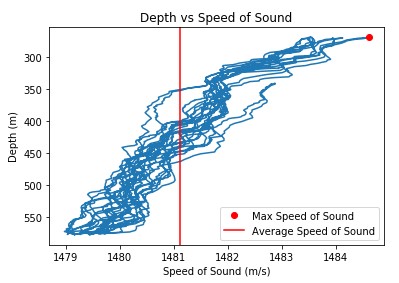 Depth vs Speed of Sound
300
350
400
450
500
550
Depth (m)
Max Speed of Sound
Average Speed of Sound
1479
1480
1481
1482
1483
1484
Speed of Sound (m/s)